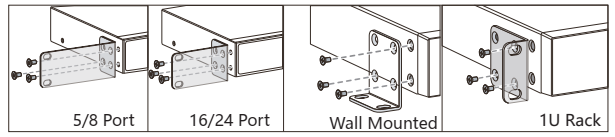 5/8 Port
16/24 Port
Wall Mounted
1U Rack